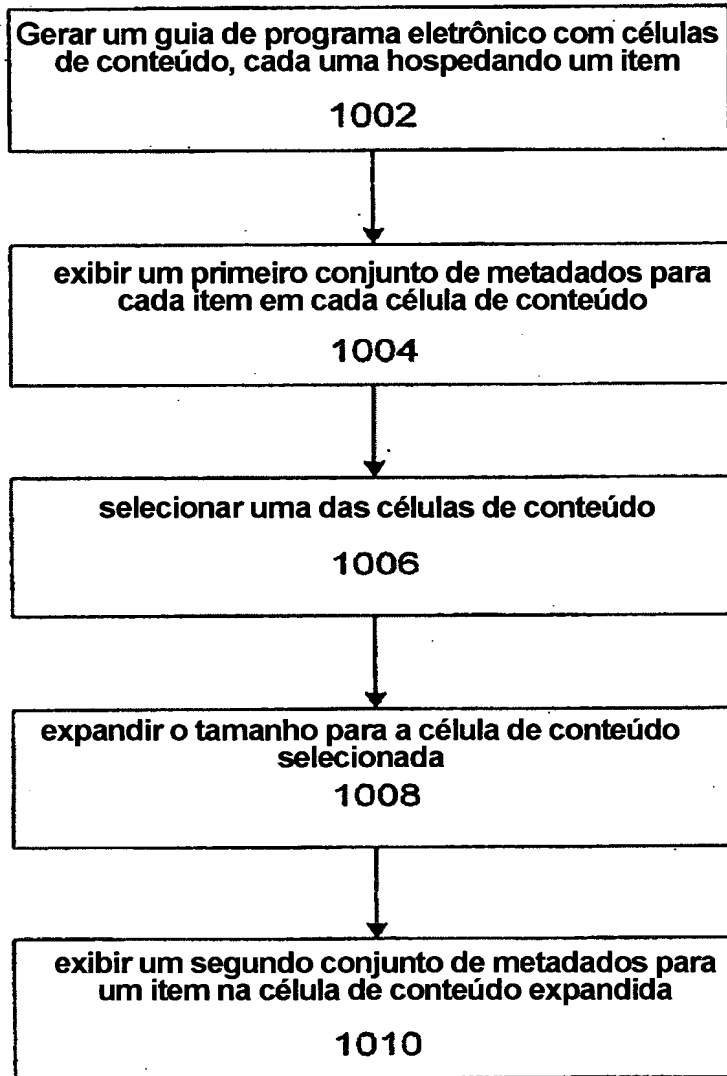 Gerar um guia de programa eletrônico com células
de conteúdo, cada uma hospedando um item
1002
exibir um primeiro conjunto de metadados para
cada item em cada célula de conteúdo
1004
selecionar uma das células de conteúdo
1006
expandir o tamanho para a célula de conteúdo
selecionada
1008
exibir um segundo conjunto de metadados para
um item na célula de conteúdo expandida
1010